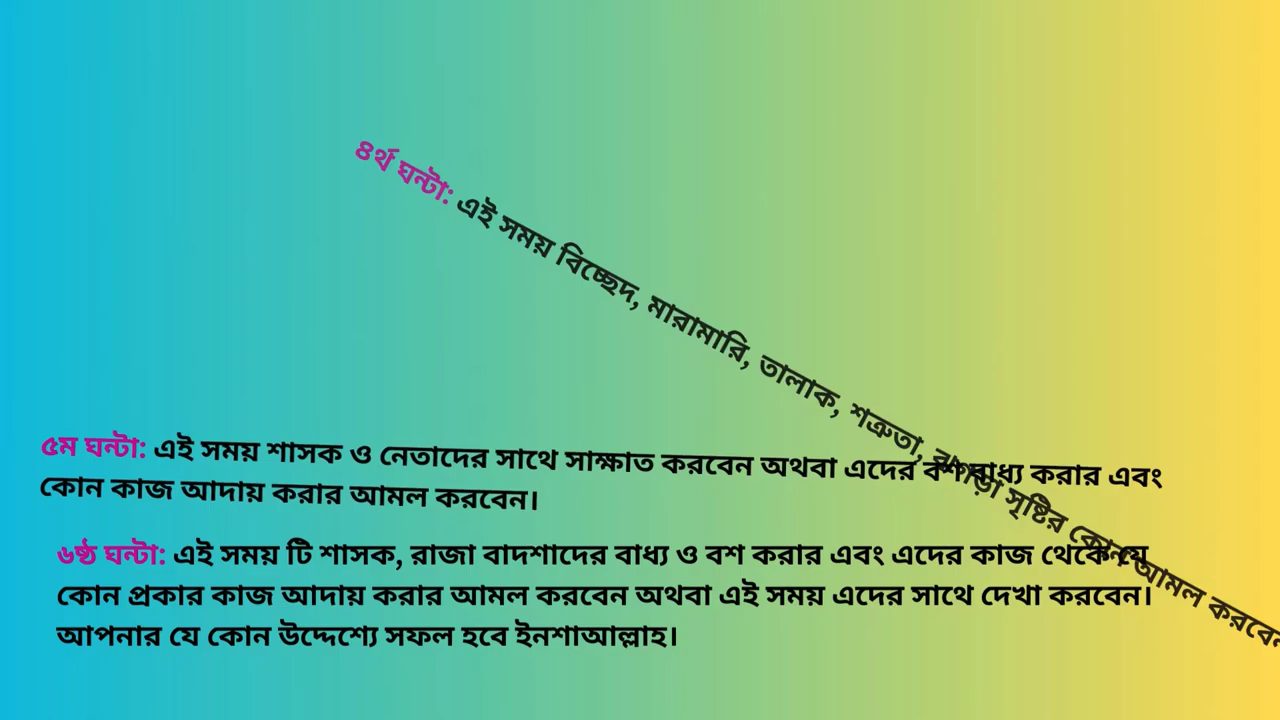 ৪র্থ ঘন্টা: এই সময় বিচ্ছেদ, মারামারি, তালাক, শত্রুতা, ঝগড়া সৃষ্টির কোন আমল করবেন
৫ম ঘন্টা: এই সময় শাসক ও নেতাদের সাথে সাক্ষাত করবেন অথবা এদের বশ বাধ্য করার এবং
কোন কাজ আদায় করার আমল করবেন।
৬ষ্ঠ ঘন্টা: এই সময় টি শাসক, রাজা বাদশাদের বাধ্য ও বশ করার এবং এদের কাজ থেকে যে
কোন প্রকার কাজ আদায় করার আমল করবেন অথবা এই সময় এদের সাথে দেখা করবেন।
আপনার যে কোন উদ্দেশ্যে সফল হবে ইনশাআল্লাহ।